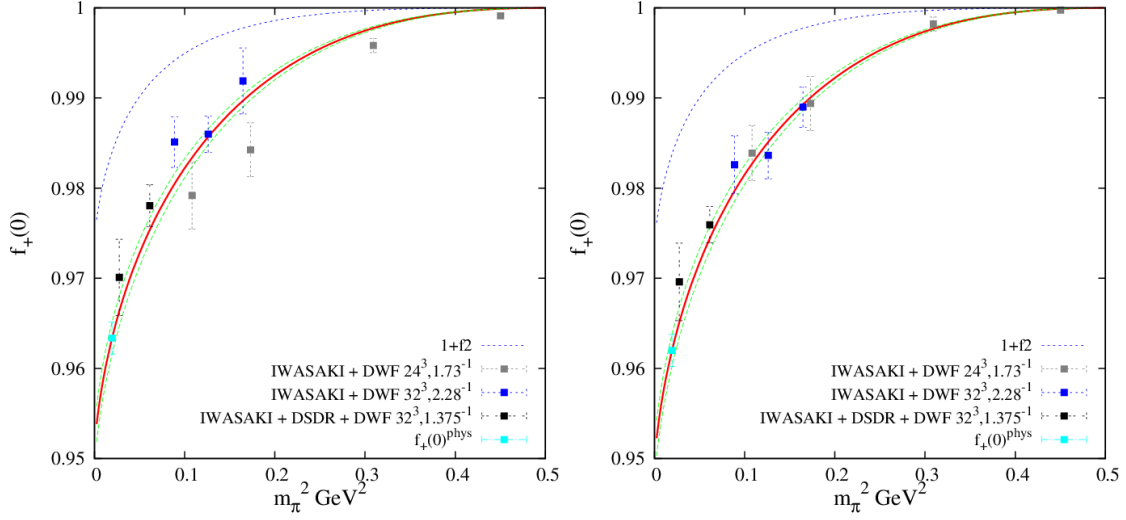 1
0.99
0.98
0.97
0.96
0.95
f₊(0)
0 0.1 0.2 0.3 0.4 0.5
m_π² GeV²
1+f2
IWASAKI + DWF 24³,1.73⁻¹
IWASAKI + DWF 32³,2.28⁻¹
IWASAKI + DSDR + DWF 32³,1.375⁻¹
f₊(0)ᵖʰʸˢ
1
0.99
0.98
0.97
0.96
0.95
f₊(0)
0 0.1 0.2 0.3 0.4 0.5
m_π² GeV²
1+f2
IWASAKI + DWF 24³,1.73⁻¹
IWASAKI + DWF 32³,2.28⁻¹
IWASAKI + DSDR + DWF 32³,1.375⁻¹
f₊(0)ᵖʰʸˢ